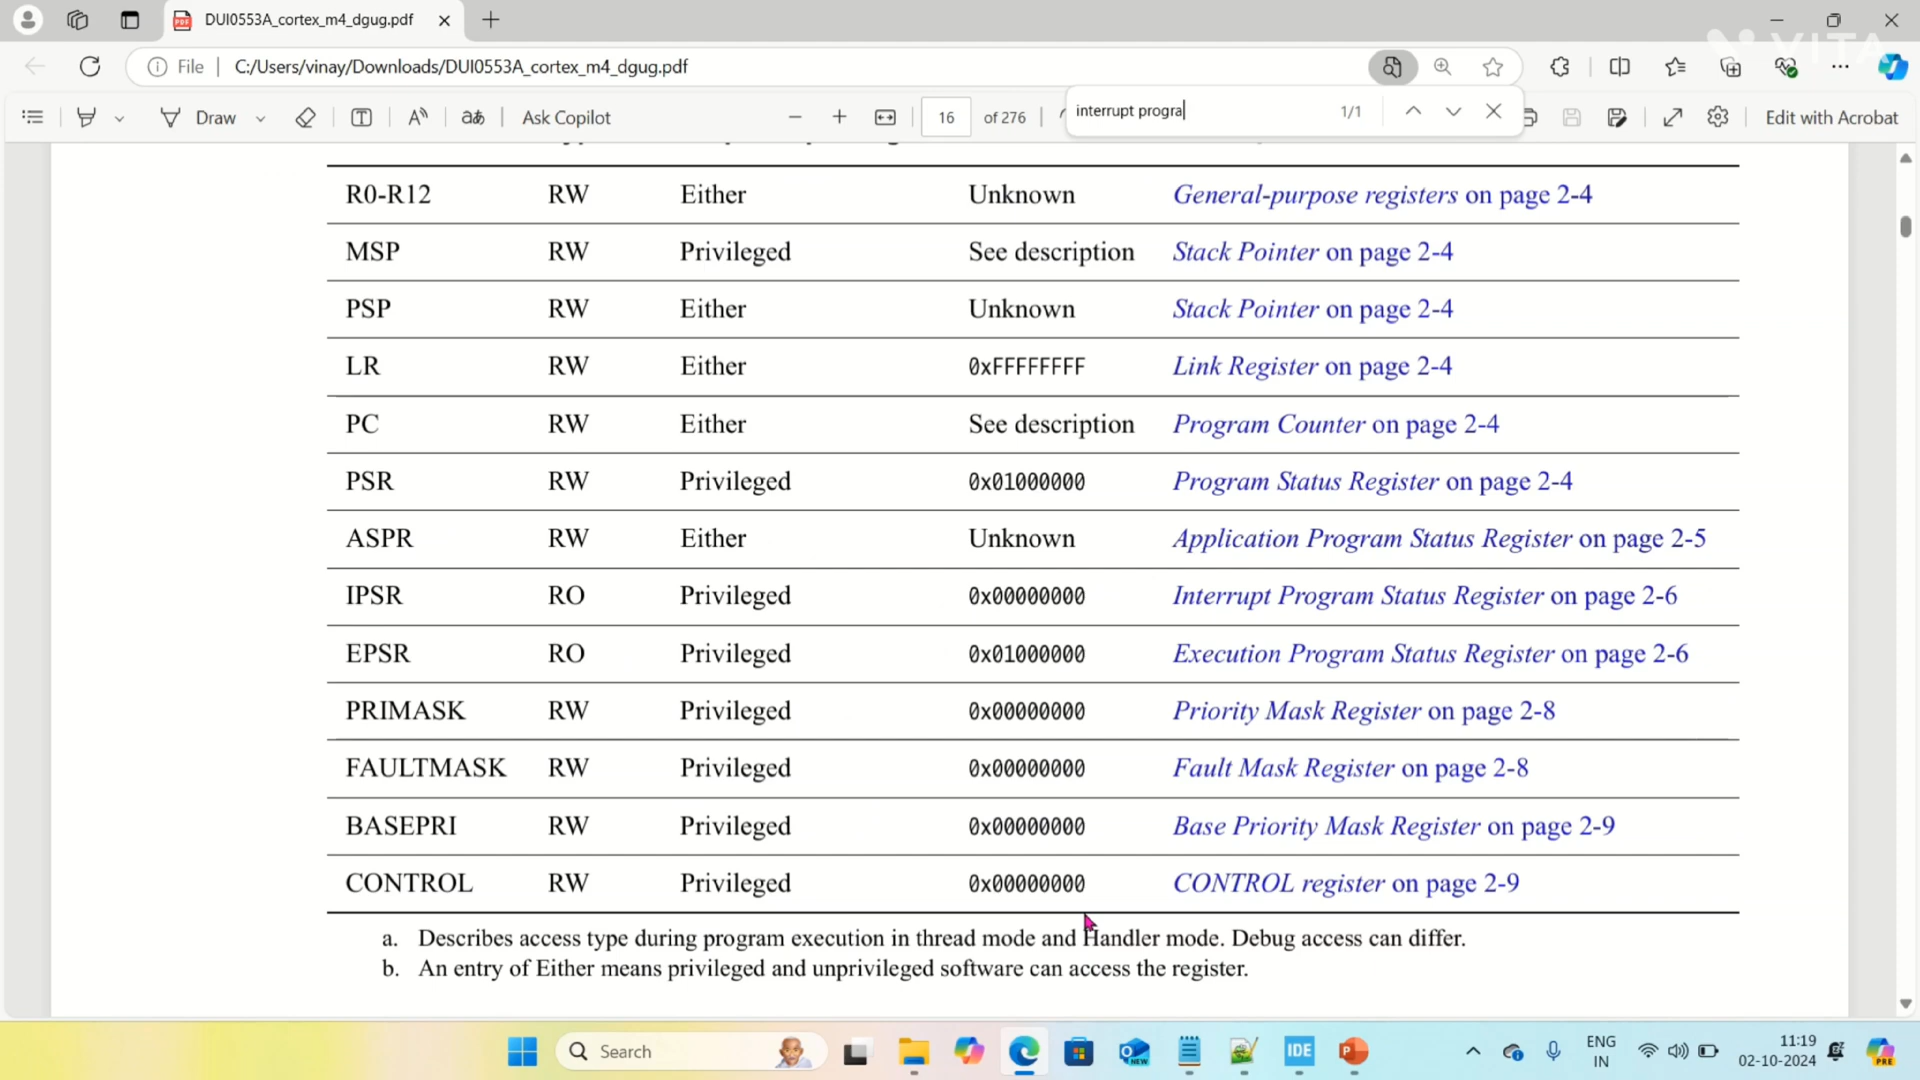 DUI0553A_cortex_m4_dgug.pdf
VITA
File C:/Users/vinay/Downloads/DUI0553A_cortex_m4_dgug.pdf
Draw aあ Ask Copilot 16 of 276 interrupt progra 1/1 Edit with Acrobat
R0-R12 RW Either Unknown General-purpose registers on page 2-4
MSP RW Privileged See description Stack Pointer on page 2-4
PSP RW Either Unknown Stack Pointer on page 2-4
LR RW Either 0xFFFFFFFF Link Register on page 2-4
PC RW Either See description Program Counter on page 2-4
PSR RW Privileged 0x01000000 Program Status Register on page 2-4
ASPR RW Either Unknown Application Program Status Register on page 2-5
IPSR RO Privileged 0x00000000 Interrupt Program Status Register on page 2-6
EPSR RO Privileged 0x01000000 Execution Program Status Register on page 2-6
PRIMASK RW Privileged 0x00000000 Priority Mask Register on page 2-8
FAULTMASK RW Privileged 0x00000000 Fault Mask Register on page 2-8
BASEPRI RW Privileged 0x00000000 Base Priority Mask Register on page 2-9
CONTROL RW Privileged 0x00000000 CONTROL register on page 2-9
a. Describes access type during program execution in thread mode and Handler mode. Debug access can differ.
b. An entry of Either means privileged and unprivileged software can access the register.
Search NEW IDE ENG IN 11:19 02-10-2024 PRE